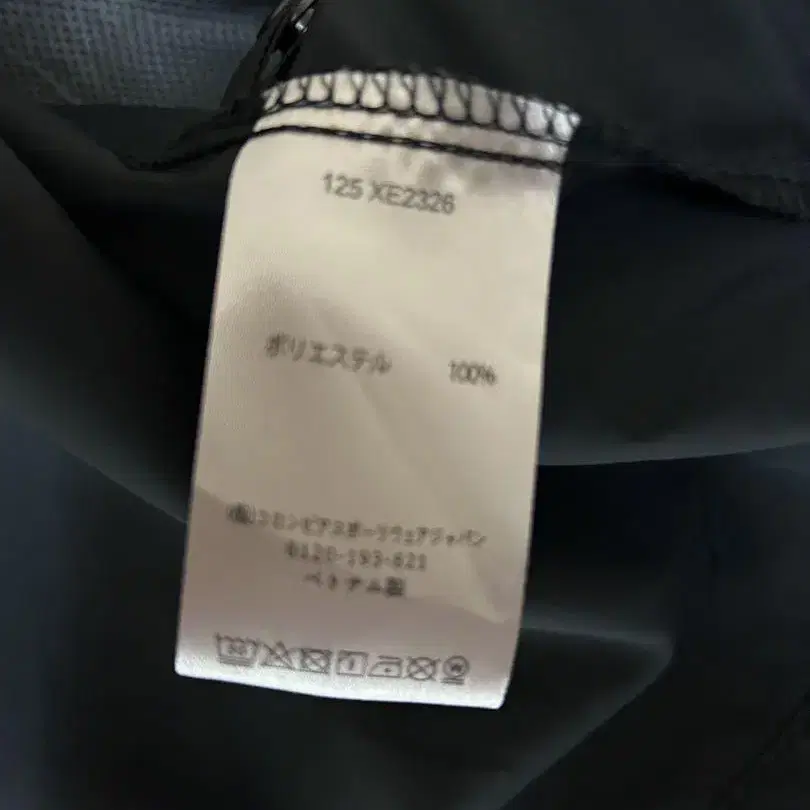 125 XE2326
ポリエステル 100%
(株)コロンビアスポーツウェアジャパン
0120-193-821
ベトナム製